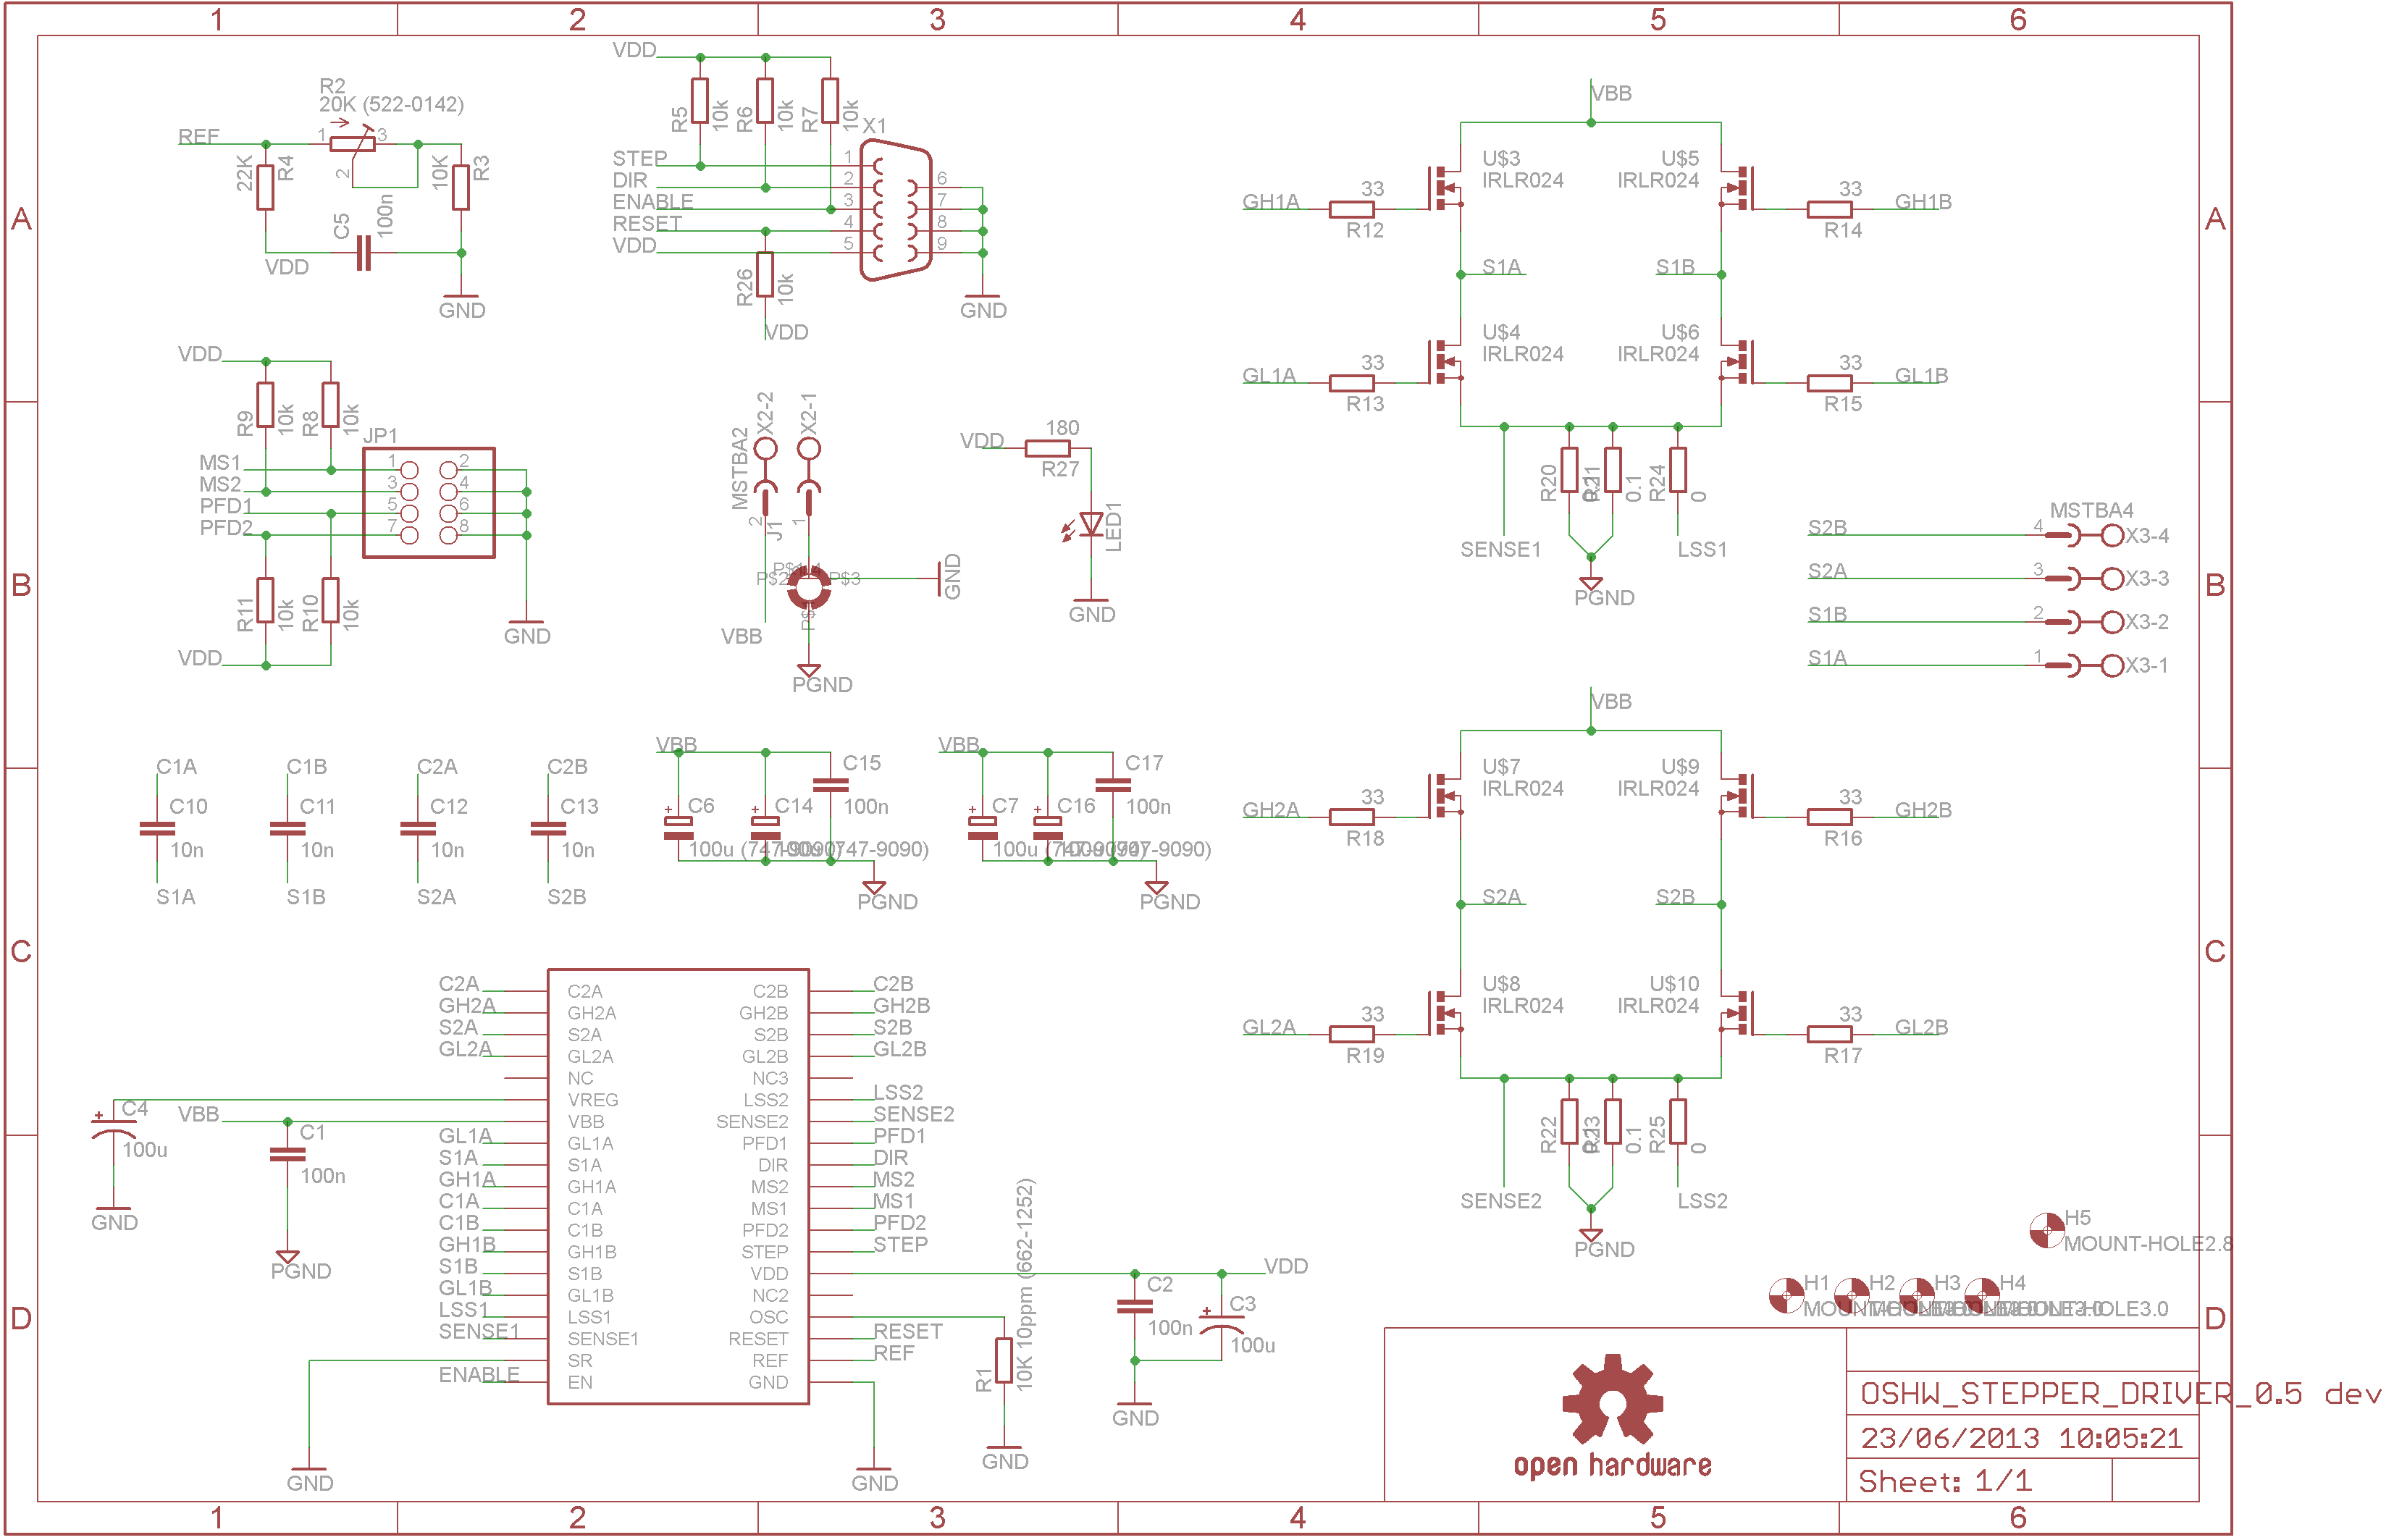 1 2 3 4 5 6
A
B
C
D
A
B
C
D
1 2 3 4 5 6
R2
20K (522-0142)
REF
1 3
2
22K
R4
10K
R3
C5
100n
VDD
GND
VDD
R5 10k R6 10k R7 10k
X1
STEP 1
DIR 2
ENABLE 3
RESET 4
VDD 5
6
7
8
9
R26 10k
VDD
GND
VDD
R9 10k R8 10k
JP1
MS1 1 2
MS2 3 4
PFD1 5 6
PFD2 7 8
R11 10k R10 10k
VDD
GND
MSTBA2
X2-2 X2-1
2 1
J1
P$3
GND
VBB
PGND
VDD 180
R27
LED1
GND
VBB
U$3
IRLR024
U$5
IRLR024
GH1A 33
R12
33 GH1B
R14
S1A S1B
U$4
IRLR024
U$6
IRLR024
GL1A 33
R13
33 GL1B
R15
R20 R21 0.1 R24 0
SENSE1 LSS1
PGND
MSTBA4
S2B 4 X3-4
S2A 3 X3-3
S1B 2 X3-2
S1A 1 X3-1
C1A C1B C2A C2B
C10 C11 C12 C13
10n 10n 10n 10n
S1A S1B S2A S2B
VBB
C6 C14 C15
100n
100u (747-9090)
PGND
VBB
C7 C16 C17
100n
100u (747-9090)
PGND
VBB
U$7
IRLR024
U$9
IRLR024
GH2A 33
R18
33 GH2B
R16
S2A S2B
U$8
IRLR024
U$10
IRLR024
GL2A 33
R19
33 GL2B
R17
R22 R23 0.1 R25 0
SENSE2 LSS2
PGND
C2A C2A C2B C2B
GH2A GH2A GH2B GH2B
S2A S2A S2B S2B
GL2A GL2A GL2B GL2B
NC NC3
VREG LSS2 LSS2
VBB VBB SENSE2 SENSE2
GL1A GL1A PFD1 PFD1
S1A S1A DIR DIR
GH1A GH1A MS2 MS2
C1A C1A MS1 MS1
C1B C1B PFD2 PFD2
GH1B GH1B STEP STEP
S1B S1B VDD VDD
GL1B GL1B NC2
LSS1 LSS1 OSC
SENSE1 SENSE1 RESET RESET
SR REF REF
ENABLE EN GND
C4
100u
GND
C1
100n
PGND
GND
GND
R1
10K 10ppm (662-1252)
GND
C2
100n
C3
100u
GND
H5
MOUNT-HOLE2.8
H1 H2 H3 H4
open hardware
OSHW_STEPPER_DRIVER_0.5 dev
23/06/2013 10:05:21
Sheet: 1/1